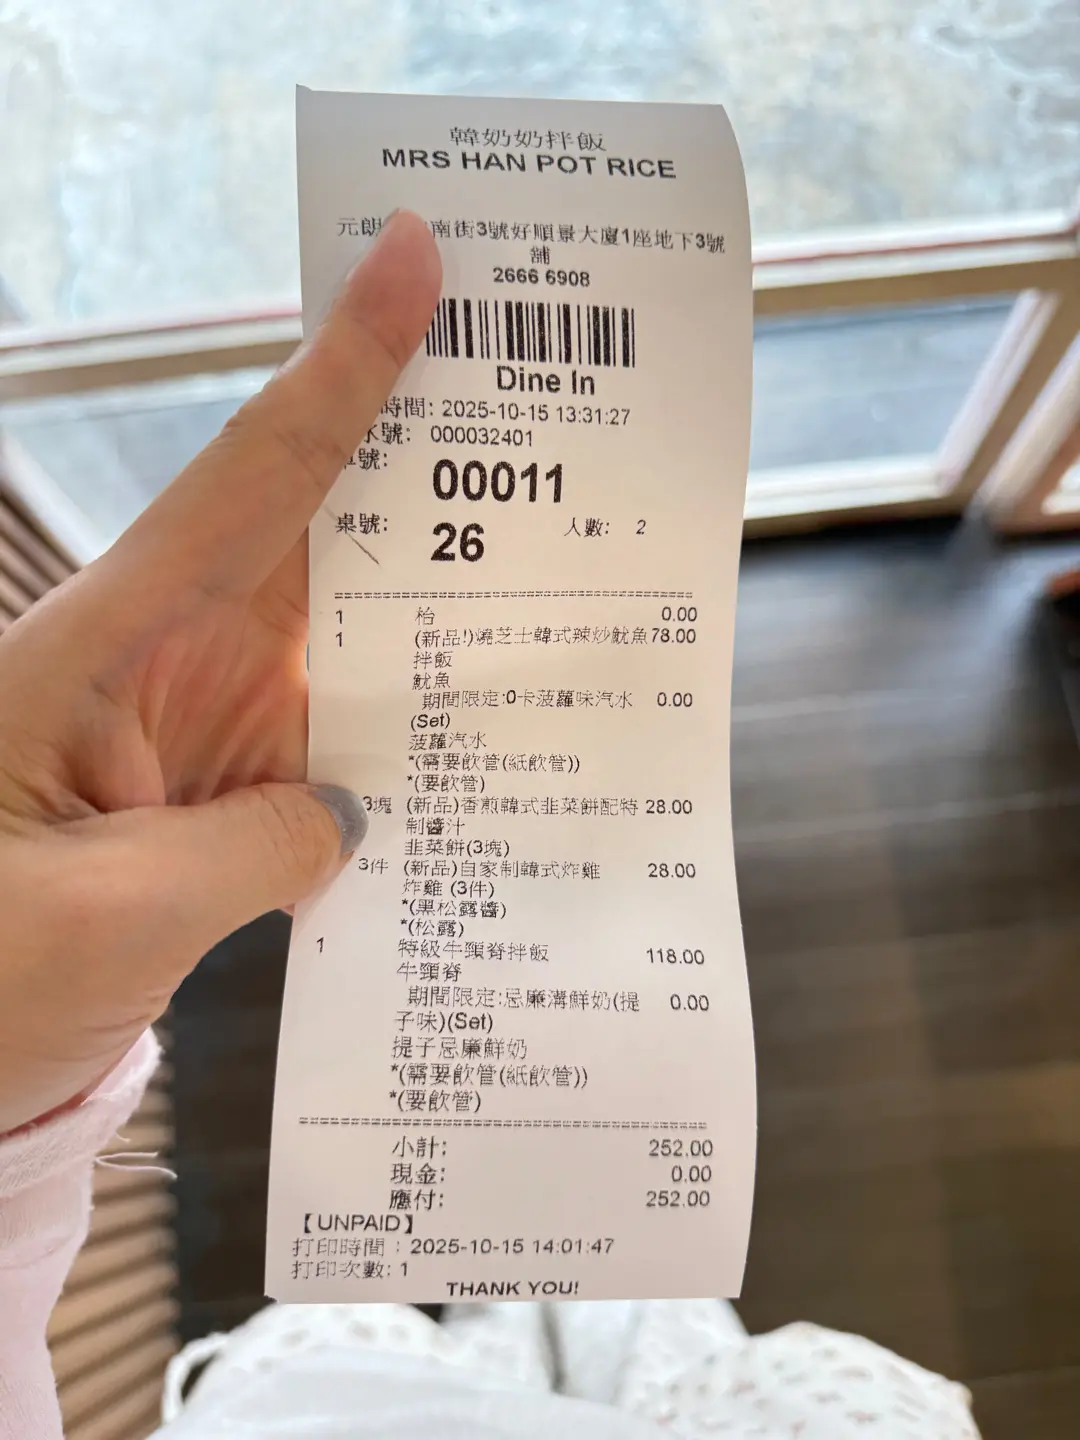 韓奶奶拌飯
MRS HAN POT RICE
元朗 南街3號好順景大廈1座地下3號
舖
2666 6908
Dine In
時間: 2025-10-15 13:31:27
水號: 000032401
單號:
00011
桌號: 26 人數: 2
1 枱 0.00
1 (新品!)燒芝士韓式辣炒魷魚 78.00
拌飯
魷魚
期間限定:0卡菠蘿味汽水 0.00
(Set)
菠蘿汽水
*(需要飲管(紙飲管))
*(要飲管)
3塊 (新品)香煎韓式韭菜餅配特 28.00
制醬汁
韭菜餅(3塊)
3件 (新品)自家制韓式炸雞 28.00
炸雞 (3件)
*(黑松露醬)
*(松露)
1 特級牛頸脊拌飯 118.00
牛頸脊
期間限定:忌廉溝鮮奶(提 0.00
子味)(Set)
提子忌廉鮮奶
*(需要飲管(紙飲管))
*(要飲管)
小計: 252.00
現金: 0.00
應付: 252.00
【UNPAID】
打印時間：2025-10-15 14:01:47
打印次數: 1
THANK YOU!